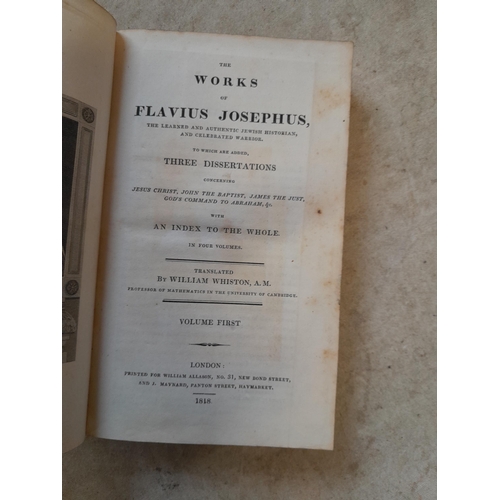 THE
WORKS
OF
FLAVIUS JOSEPHUS,
THE LEARNED AND AUTHENTIC JEWISH HISTORIAN,
AND CELEBRATED WARRIOR.
TO WHICH ARE ADDED,
THREE DISSERTATIONS
CONCERNING
JESUS CHRIST, JOHN THE BAPTIST, JAMES THE JUST,
GOD'S COMMAND TO ABRAHAM, &c.
WITH
AN INDEX TO THE WHOLE.
IN FOUR VOLUMES.
TRANSLATED
BY WILLIAM WHISTON, A.M.
PROFESSOR OF MATHEMATICS IN THE UNIVERSITY OF CAMBRIDGE.
VOLUME FIRST
LONDON:
PRINTED FOR WILLIAM ALLASON, NO. 31, NEW BOND STREET,
AND J. MAYNARD, PANTON STREET, HAYMARKET.
1818